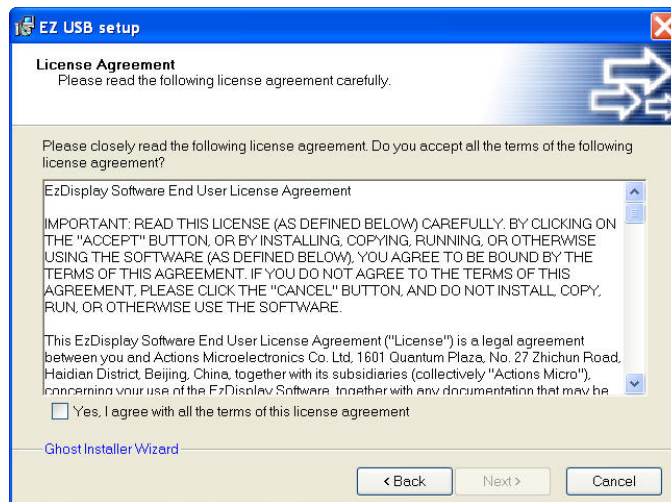 EZ USB setup
License Agreement
Please read the following license agreement carefully.
Please closely read the following license agreement. Do you accept all the terms of the following
license agreement?
EzDisplay Software End User License Agreement
IMPORTANT: READ THIS LICENSE (AS DEFINED BELOW) CAREFULLY. BY CLICKING ON
THE "ACCEPT" BUTTON, OR BY INSTALLING, COPYING, RUNNING, OR OTHERWISE
USING THE SOFTWARE (AS DEFINED BELOW), YOU AGREE TO BE BOUND BY THE
TERMS OF THIS AGREEMENT. IF YOU DO NOT AGREE TO THE TERMS OF THIS
AGREEMENT, PLEASE CLICK THE "CANCEL" BUTTON, AND DO NOT INSTALL, COPY,
RUN, OR OTHERWISE USE THE SOFTWARE.
This EzDisplay Software End User License Agreement ("License") is a legal agreement
between you and Actions Microelectronics Co. Ltd, 1601 Quantum Plaza, No. 27 Zhichun Road,
Haidian District, Beijing, China, together with its subsidiaries (collectively "Actions Micro"),
concerning your use of the EzDisplay Software, together with any documentation that may be
Yes, I agree with all the terms of this license agreement
Ghost Installer Wizard
< Back
Next >
Cancel